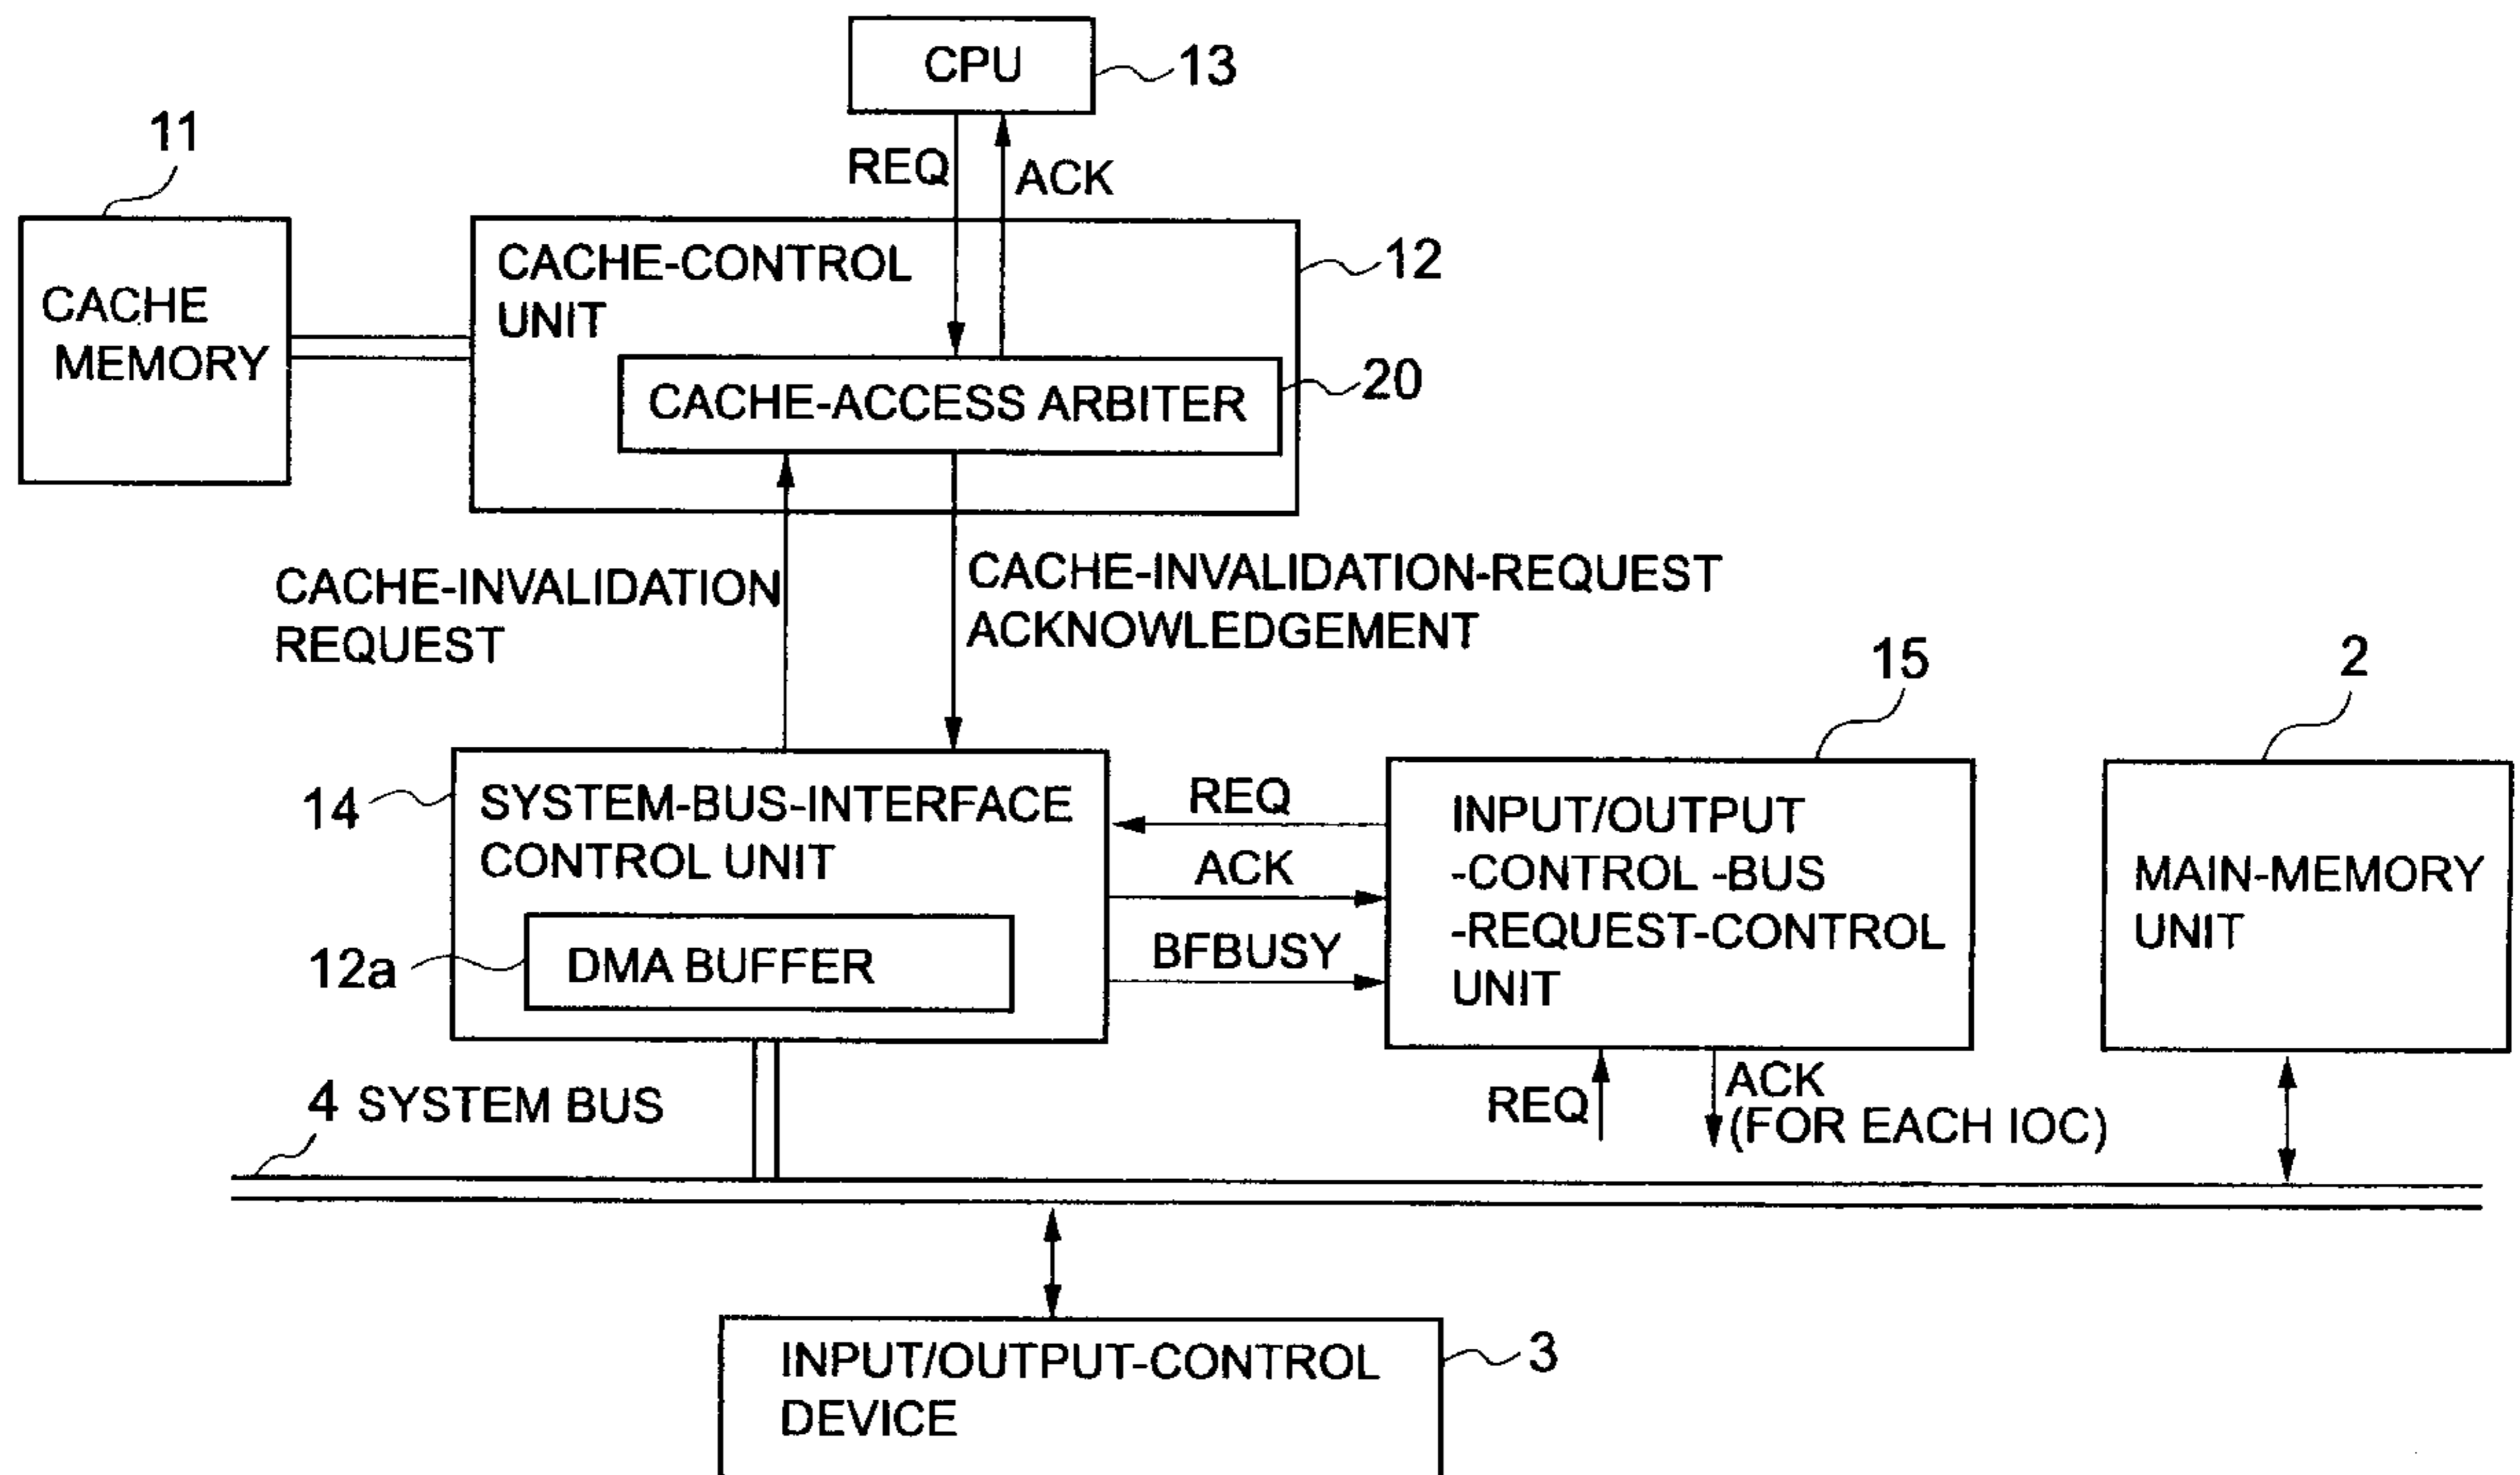 CPU
13
11
REQ
ACK
CACHE
MEMORY
CACHE-CONTROL
UNIT
12
CACHE-ACCESS ARBITER
20
CACHE-INVALIDATION
REQUEST
CACHE-INVALIDATION-REQUEST
ACKNOWLEDGEMENT
15
2
14
SYSTEM-BUS-INTERFACE
CONTROL UNIT
12a
DMA BUFFER
REQ
ACK
BFBUSY
INPUT/OUTPUT
-CONTROL -BUS
-REQUEST-CONTROL
UNIT
MAIN-MEMORY
UNIT
4 SYSTEM BUS
REQ
ACK
(FOR EACH IOC)
INPUT/OUTPUT-CONTROL
DEVICE
3